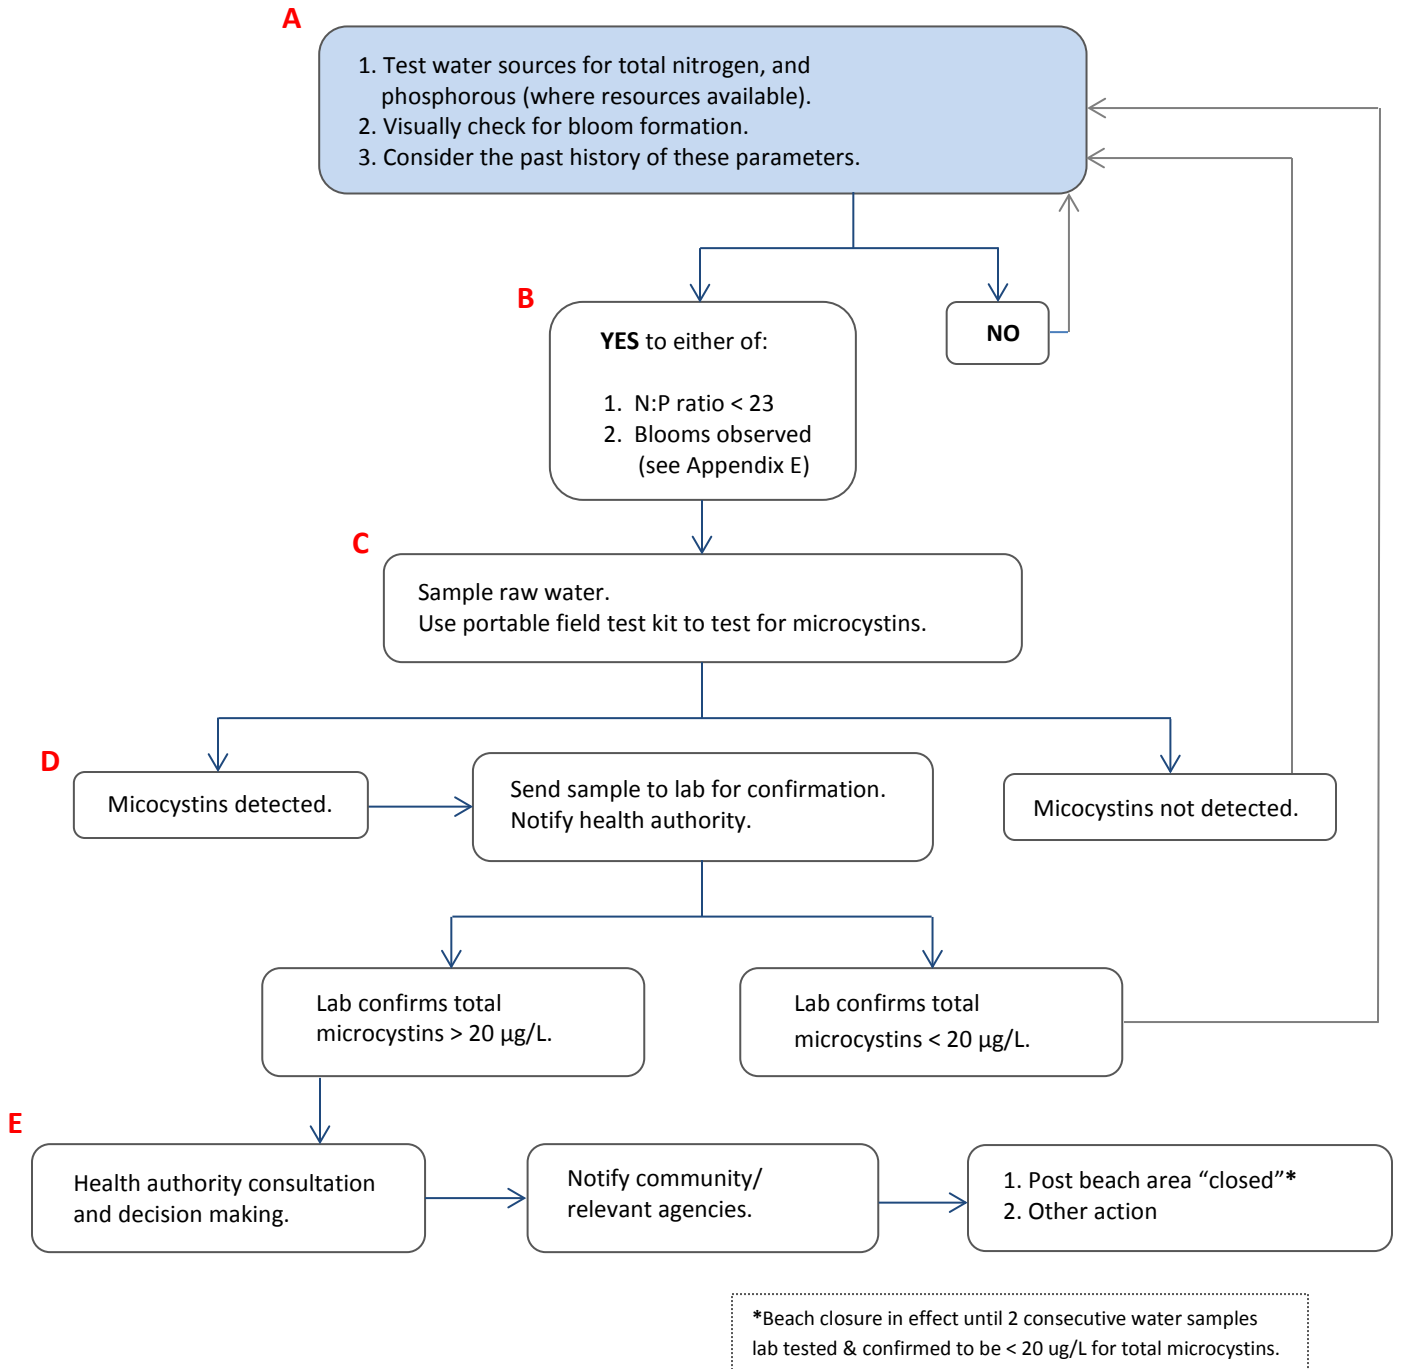 A
1. Test water sources for total nitrogen, and
phosphorous (where resources available).
2. Visually check for bloom formation.
3. Consider the past history of these parameters.
B
YES to either of:
1. N:P ratio < 23
2. Blooms observed
(see Appendix E)
NO
C
Sample raw water.
Use portable field test kit to test for microcystins.
D
Micocystins detected.
Send sample to lab for confirmation.
Notify health authority.
Micocystins not detected.
Lab confirms total
microcystins > 20 µg/L.
Lab confirms total
microcystins < 20 µg/L.
E
Health authority consultation
and decision making.
Notify community/
relevant agencies.
1. Post beach area “closed”*
2. Other action
*Beach closure in effect until 2 consecutive water samples
lab tested & confirmed to be < 20 ug/L for total microcystins.